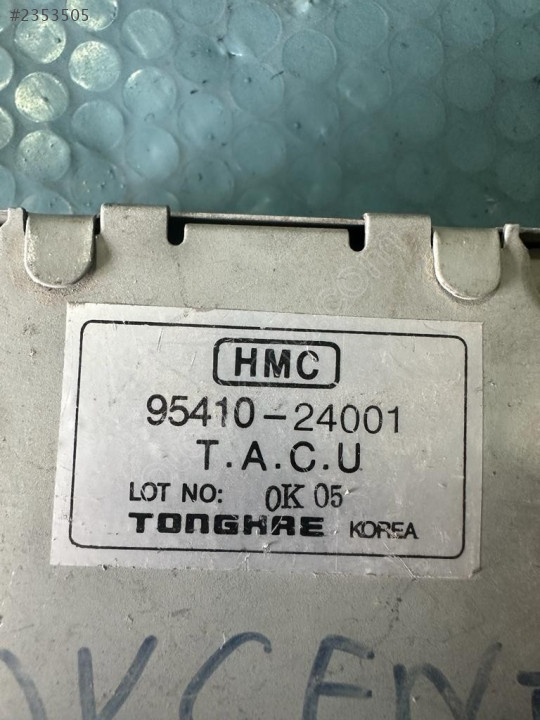 #2353505
HMC
95410-24001
T.A.C.U
LOT NO: 0K 05
TONGHAE KOREA